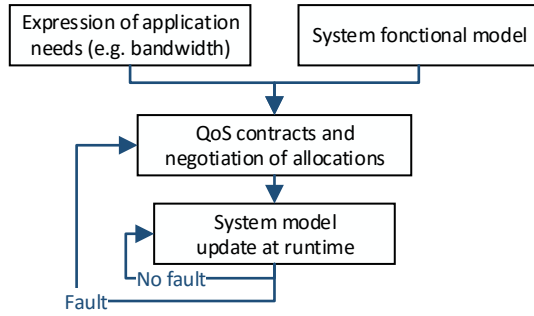 Expression of application
needs (e.g. bandwidth)
System fonctional model
QoS contracts and
negotiation of allocations
System model
update at runtime
No fault
Fault